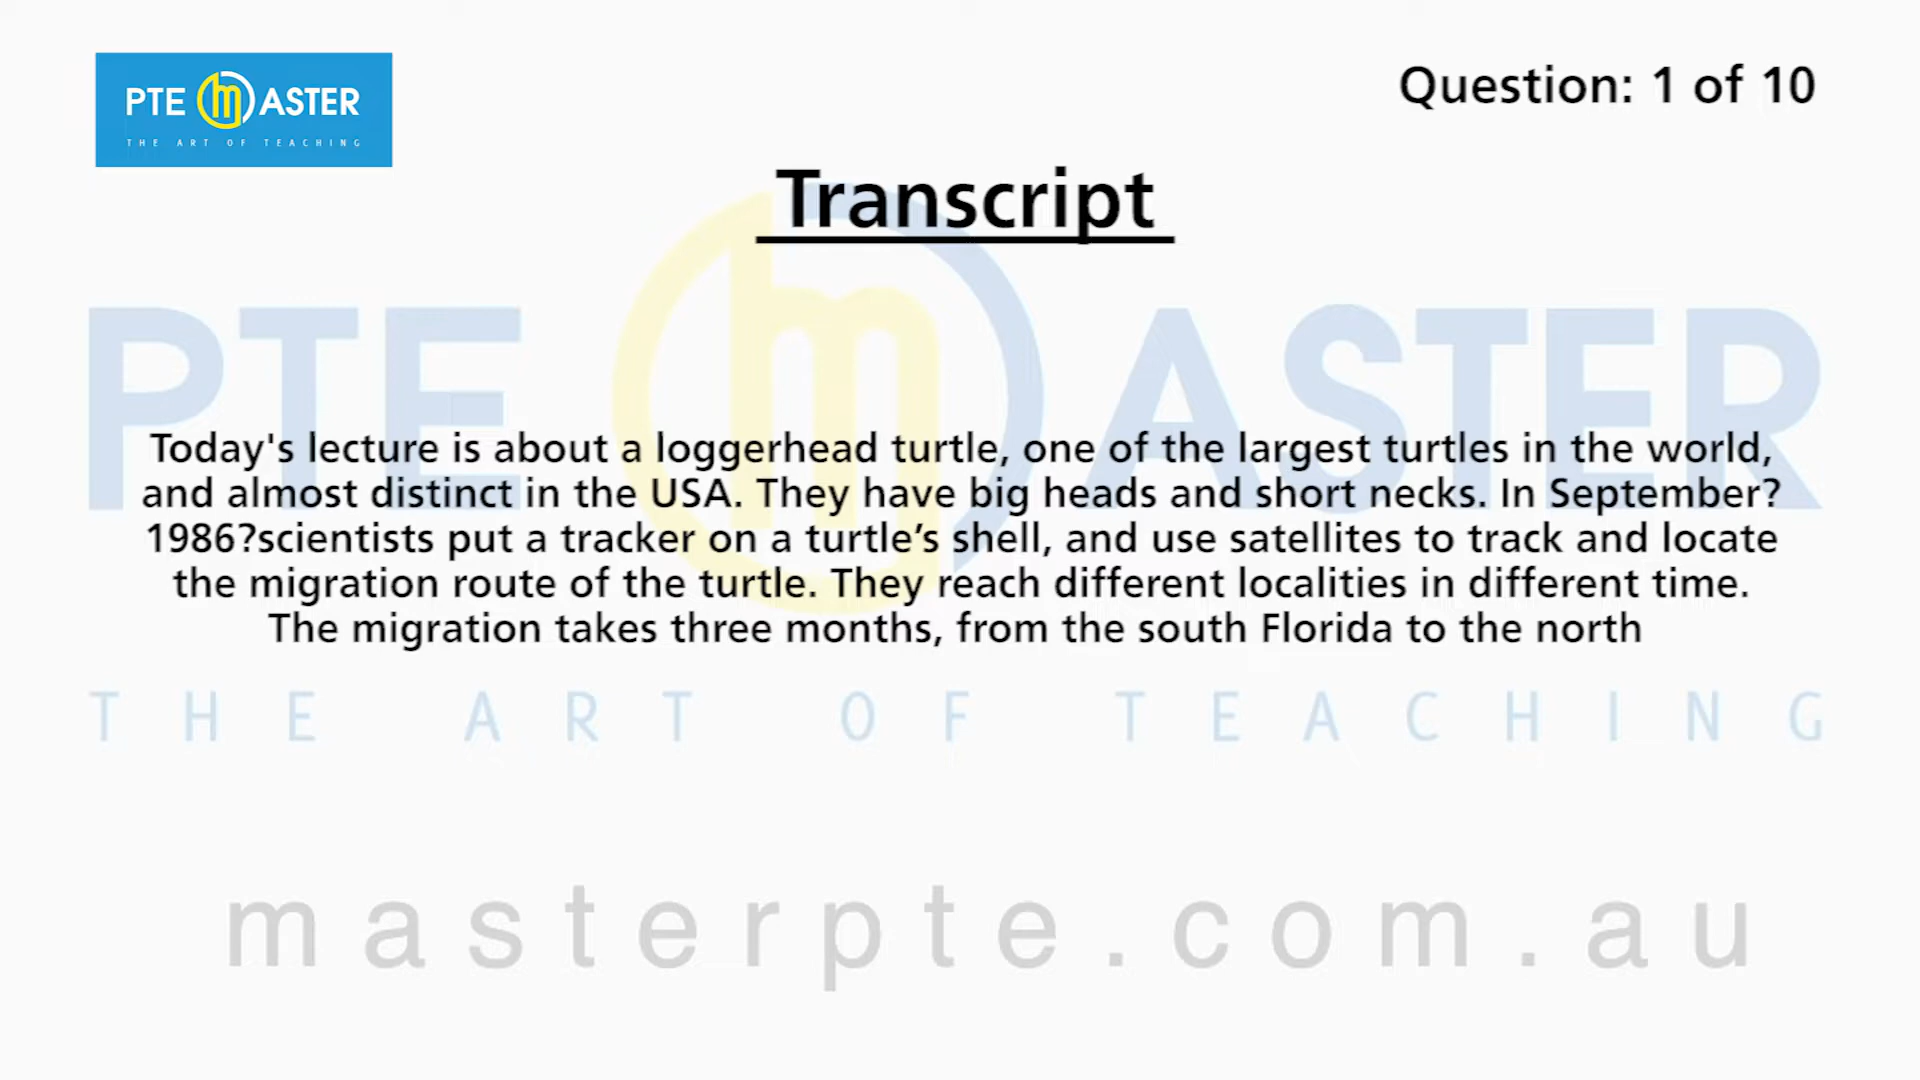 PTE MASTER
THE ART OF TEACHING
Question: 1 of 10
Transcript
PTE MASTER
Today's lecture is about a loggerhead turtle, one of the largest turtles in the world,
and almost distinct in the USA. They have big heads and short necks. In September?
1986?scientists put a tracker on a turtle’s shell, and use satellites to track and locate
the migration route of the turtle. They reach different localities in different time.
The migration takes three months, from the south Florida to the north
THE ART OF TEACHING
masterpte.com.au